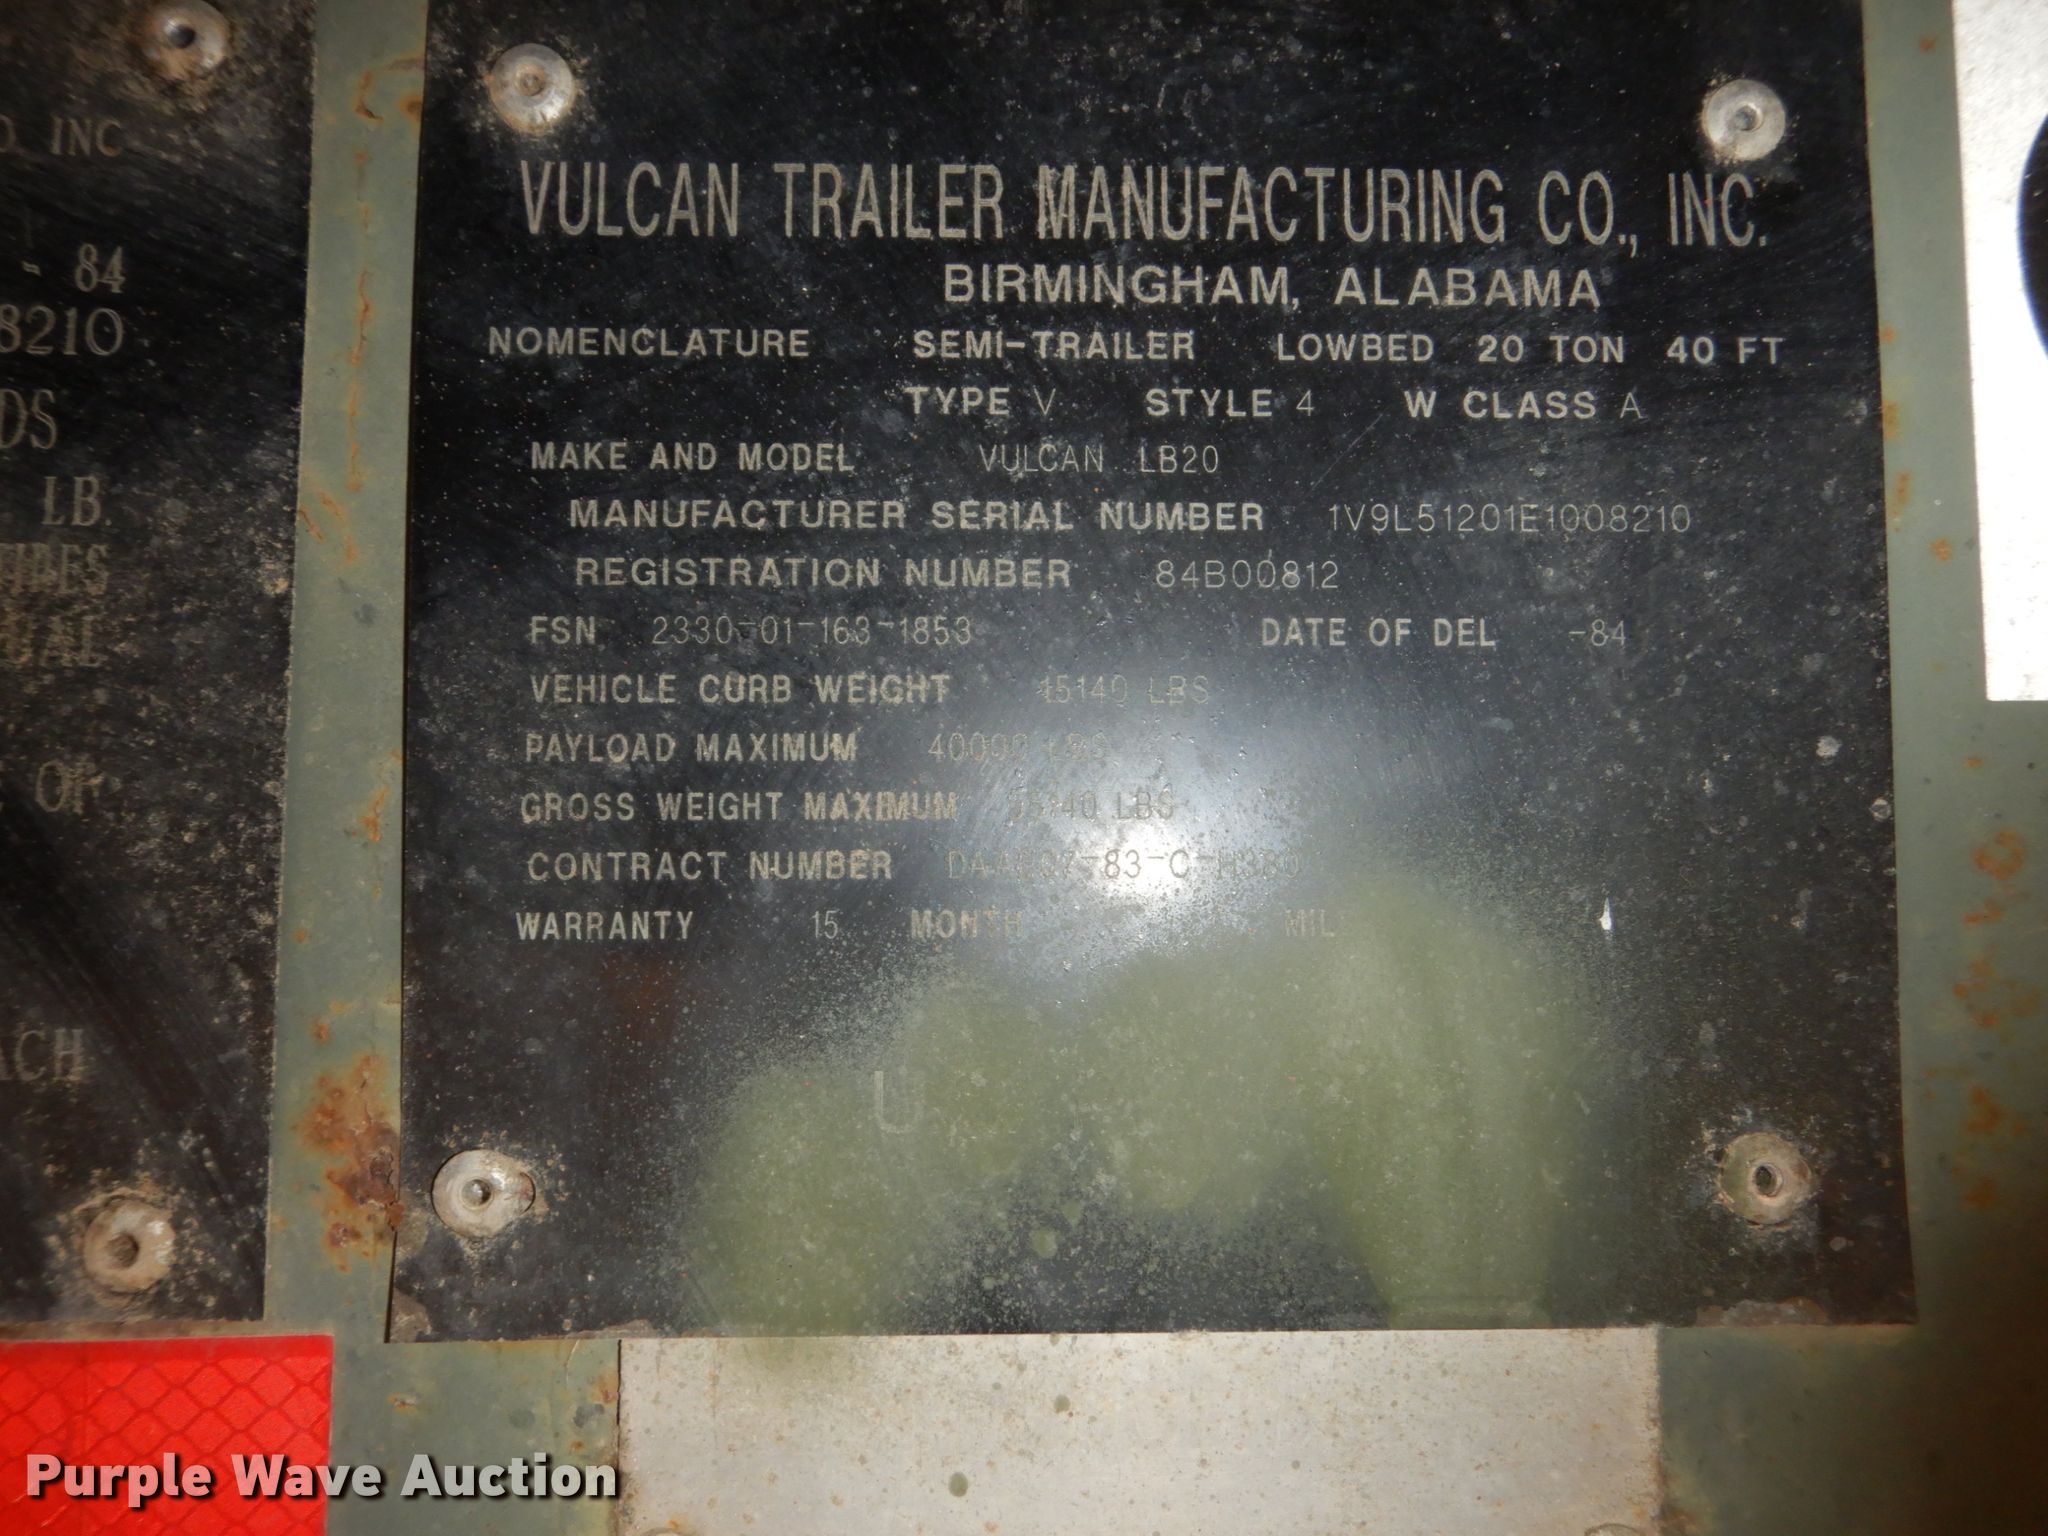 O. INC
- 84
8210
DS
LB.
ACH
VULCAN TRAILER MANUFACTURING CO., INC.
BIRMINGHAM, ALABAMA
NOMENCLATURE SEMI-TRAILER LOWBED 20 TON 40 FT
TYPE V STYLE 4 W CLASS A
MAKE AND MODEL VULCAN LB20
MANUFACTURER SERIAL NUMBER 1V9L51201E1008210
REGISTRATION NUMBER 84B00812
FSN 2330-01-163-1853 DATE OF DEL -84
VEHICLE CURB WEIGHT 15140 LBS
PAYLOAD MAXIMUM 40000 LBS
GROSS WEIGHT MAXIMUM 55140 LBS
CONTRACT NUMBER
WARRANTY 15 MONTH MIL
U
Purple Wave Auction